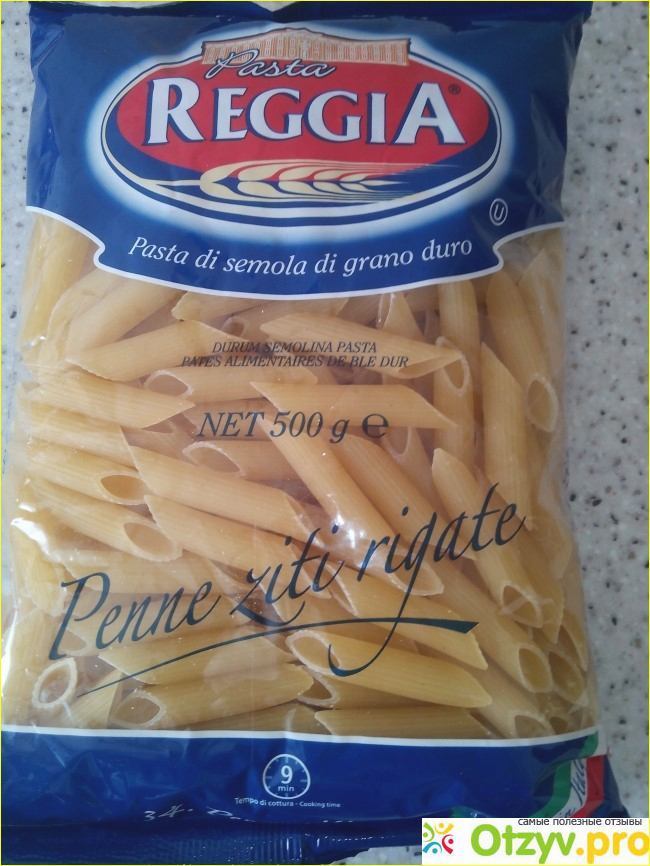 Pasta
REGGIA®
U
Pasta di semola di grano duro
DURUM SEMOLINA PASTA
PATES ALIMENTAIRES DE BLE DUR
NET 500 g ℮
Penne ziti rigate
9
min
Tempo di cottura - Cooking time
самые полезные отзывы
Otzyv.pro